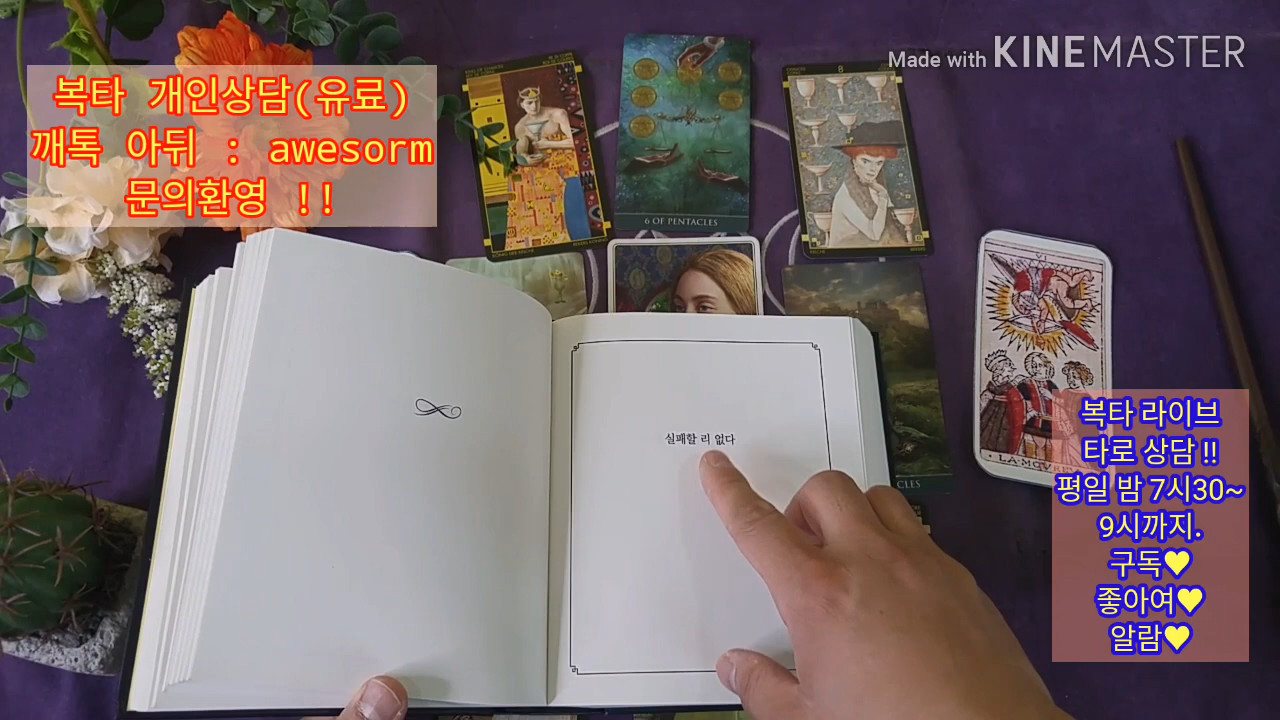 복타 개인상담(유료)
깨톡 아뒤 : awesorm
문의환영 !!
Made with KINEMASTER
6 OF PENTACLES
8
실패할 리 없다
CLES
복타 라이브
타로 상담 !!
평일 밤 7시30~
9시까지.
구독♥
좋아여♥
알람♥